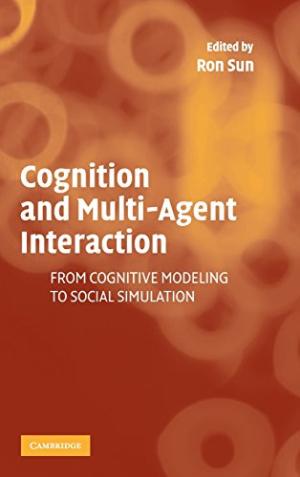 Edited by
Ron Sun
Cognition
and Multi-Agent
Interaction
FROM COGNITIVE MODELING
TO SOCIAL SIMULATION
CAMBRIDGE